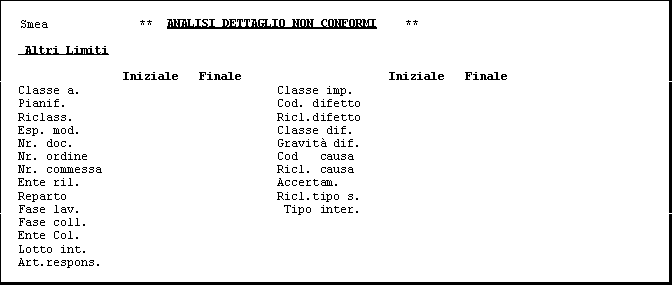 Smea ** ANALISI DETTAGLIO NON CONFORMI **
Altri Limiti
Iniziale Finale Iniziale Finale
Classe a. Classe imp.
Pianif. Cod. difetto
Riclass. Ricl.difetto
Esp. mod. Classe dif.
Nr. doc. Gravità dif.
Nr. ordine Cod causa
Nr. commessa Ricl. causa
Ente ril. Accertam.
Reparto Ricl.tipo s.
Fase lav. Tipo inter.
Fase coll.
Ente Col.
Lotto int.
Art.respons.